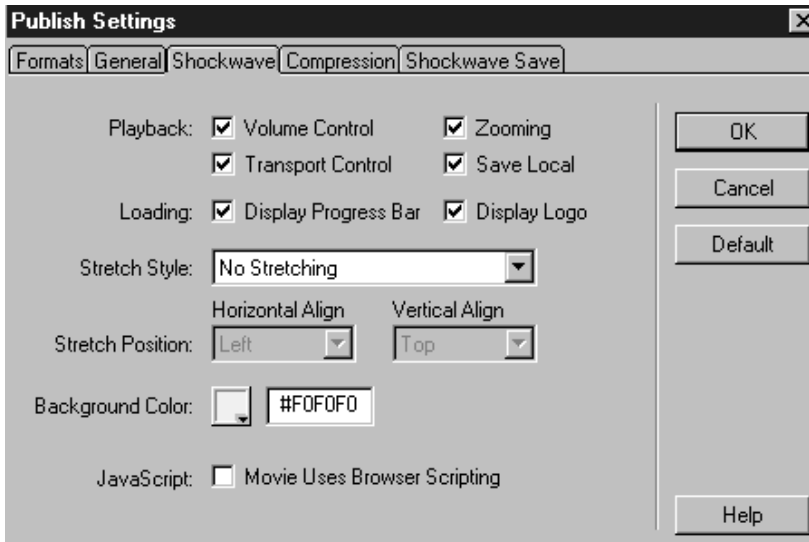 Publish Settings
Formats General Shockwave Compression Shockwave Save
Playback: Volume Control Zooming
Transport Control Save Local
Loading: Display Progress Bar Display Logo
Stretch Style: No Stretching
Horizontal Align Vertical Align
Stretch Position: Left Top
Background Color: #F0F0F0
JavaScript: Movie Uses Browser Scripting
OK
Cancel
Default
Help